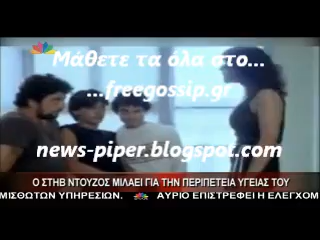 Μάθετε τα όλα στο...
...freegossip.gr
news-piper.blogspot.com
Ο ΣΤΗΒ ΝΤΟΥΖΟΣ ΜΙΛΑΕΙ ΓΙΑ ΤΗΝ ΠΕΡΙΠΕΤΕΙΑ ΥΓΕΙΑΣ ΤΟΥ
ΜΙΣΘΩΤΩΝ ΥΠΗΡΕΣΙΩΝ. ΑΥΡΙΟ ΕΠΙΣΤΡΕΦΕΙ Η ΕΛΕΓΧΟΜ